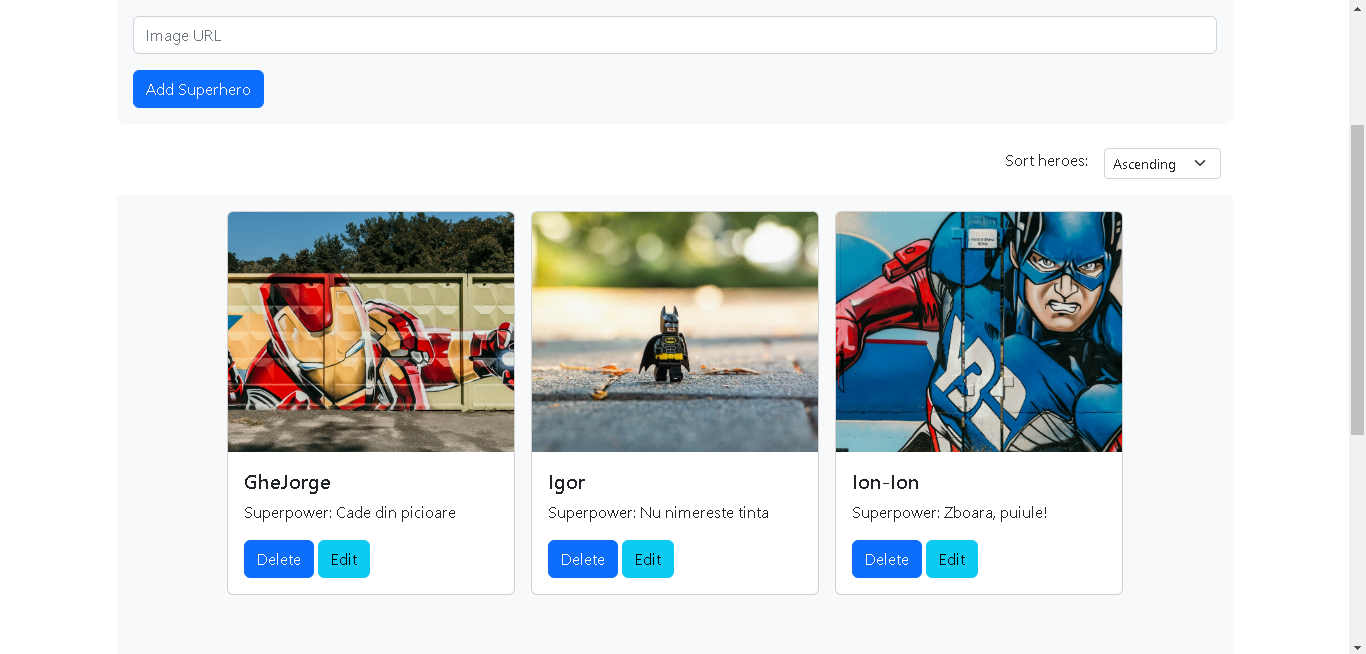 Image URL
Add Superhero
Sort heroes:
Ascending
GheJorge
Superpower: Cade din picioare
Delete
Edit
Igor
Superpower: Nu nimereste tinta
Delete
Edit
Ion-Ion
Superpower: Zboara, puiule!
Delete
Edit